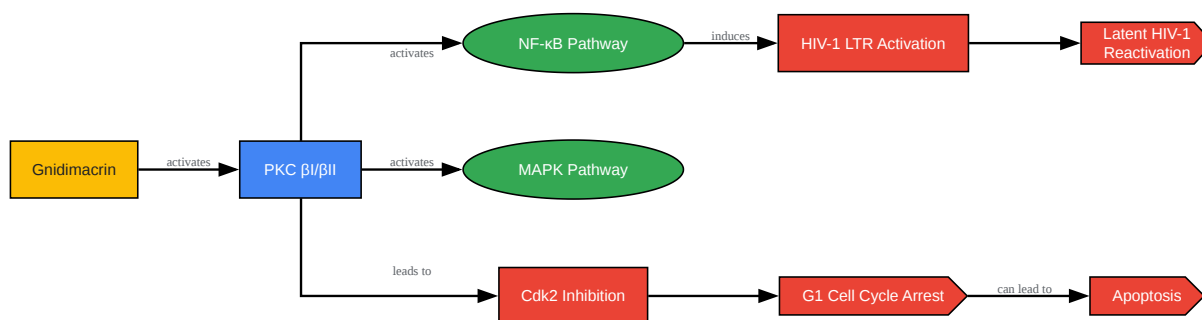 NF-κB Pathway
induces
HIV-1 LTR Activation
Latent HIV-1
Reactivation
activates
Gnidimacrin
activates
PKC βI/βII
activates
MAPK Pathway
leads to
Cdk2 Inhibition
G1 Cell Cycle Arrest
can lead to
Apoptosis